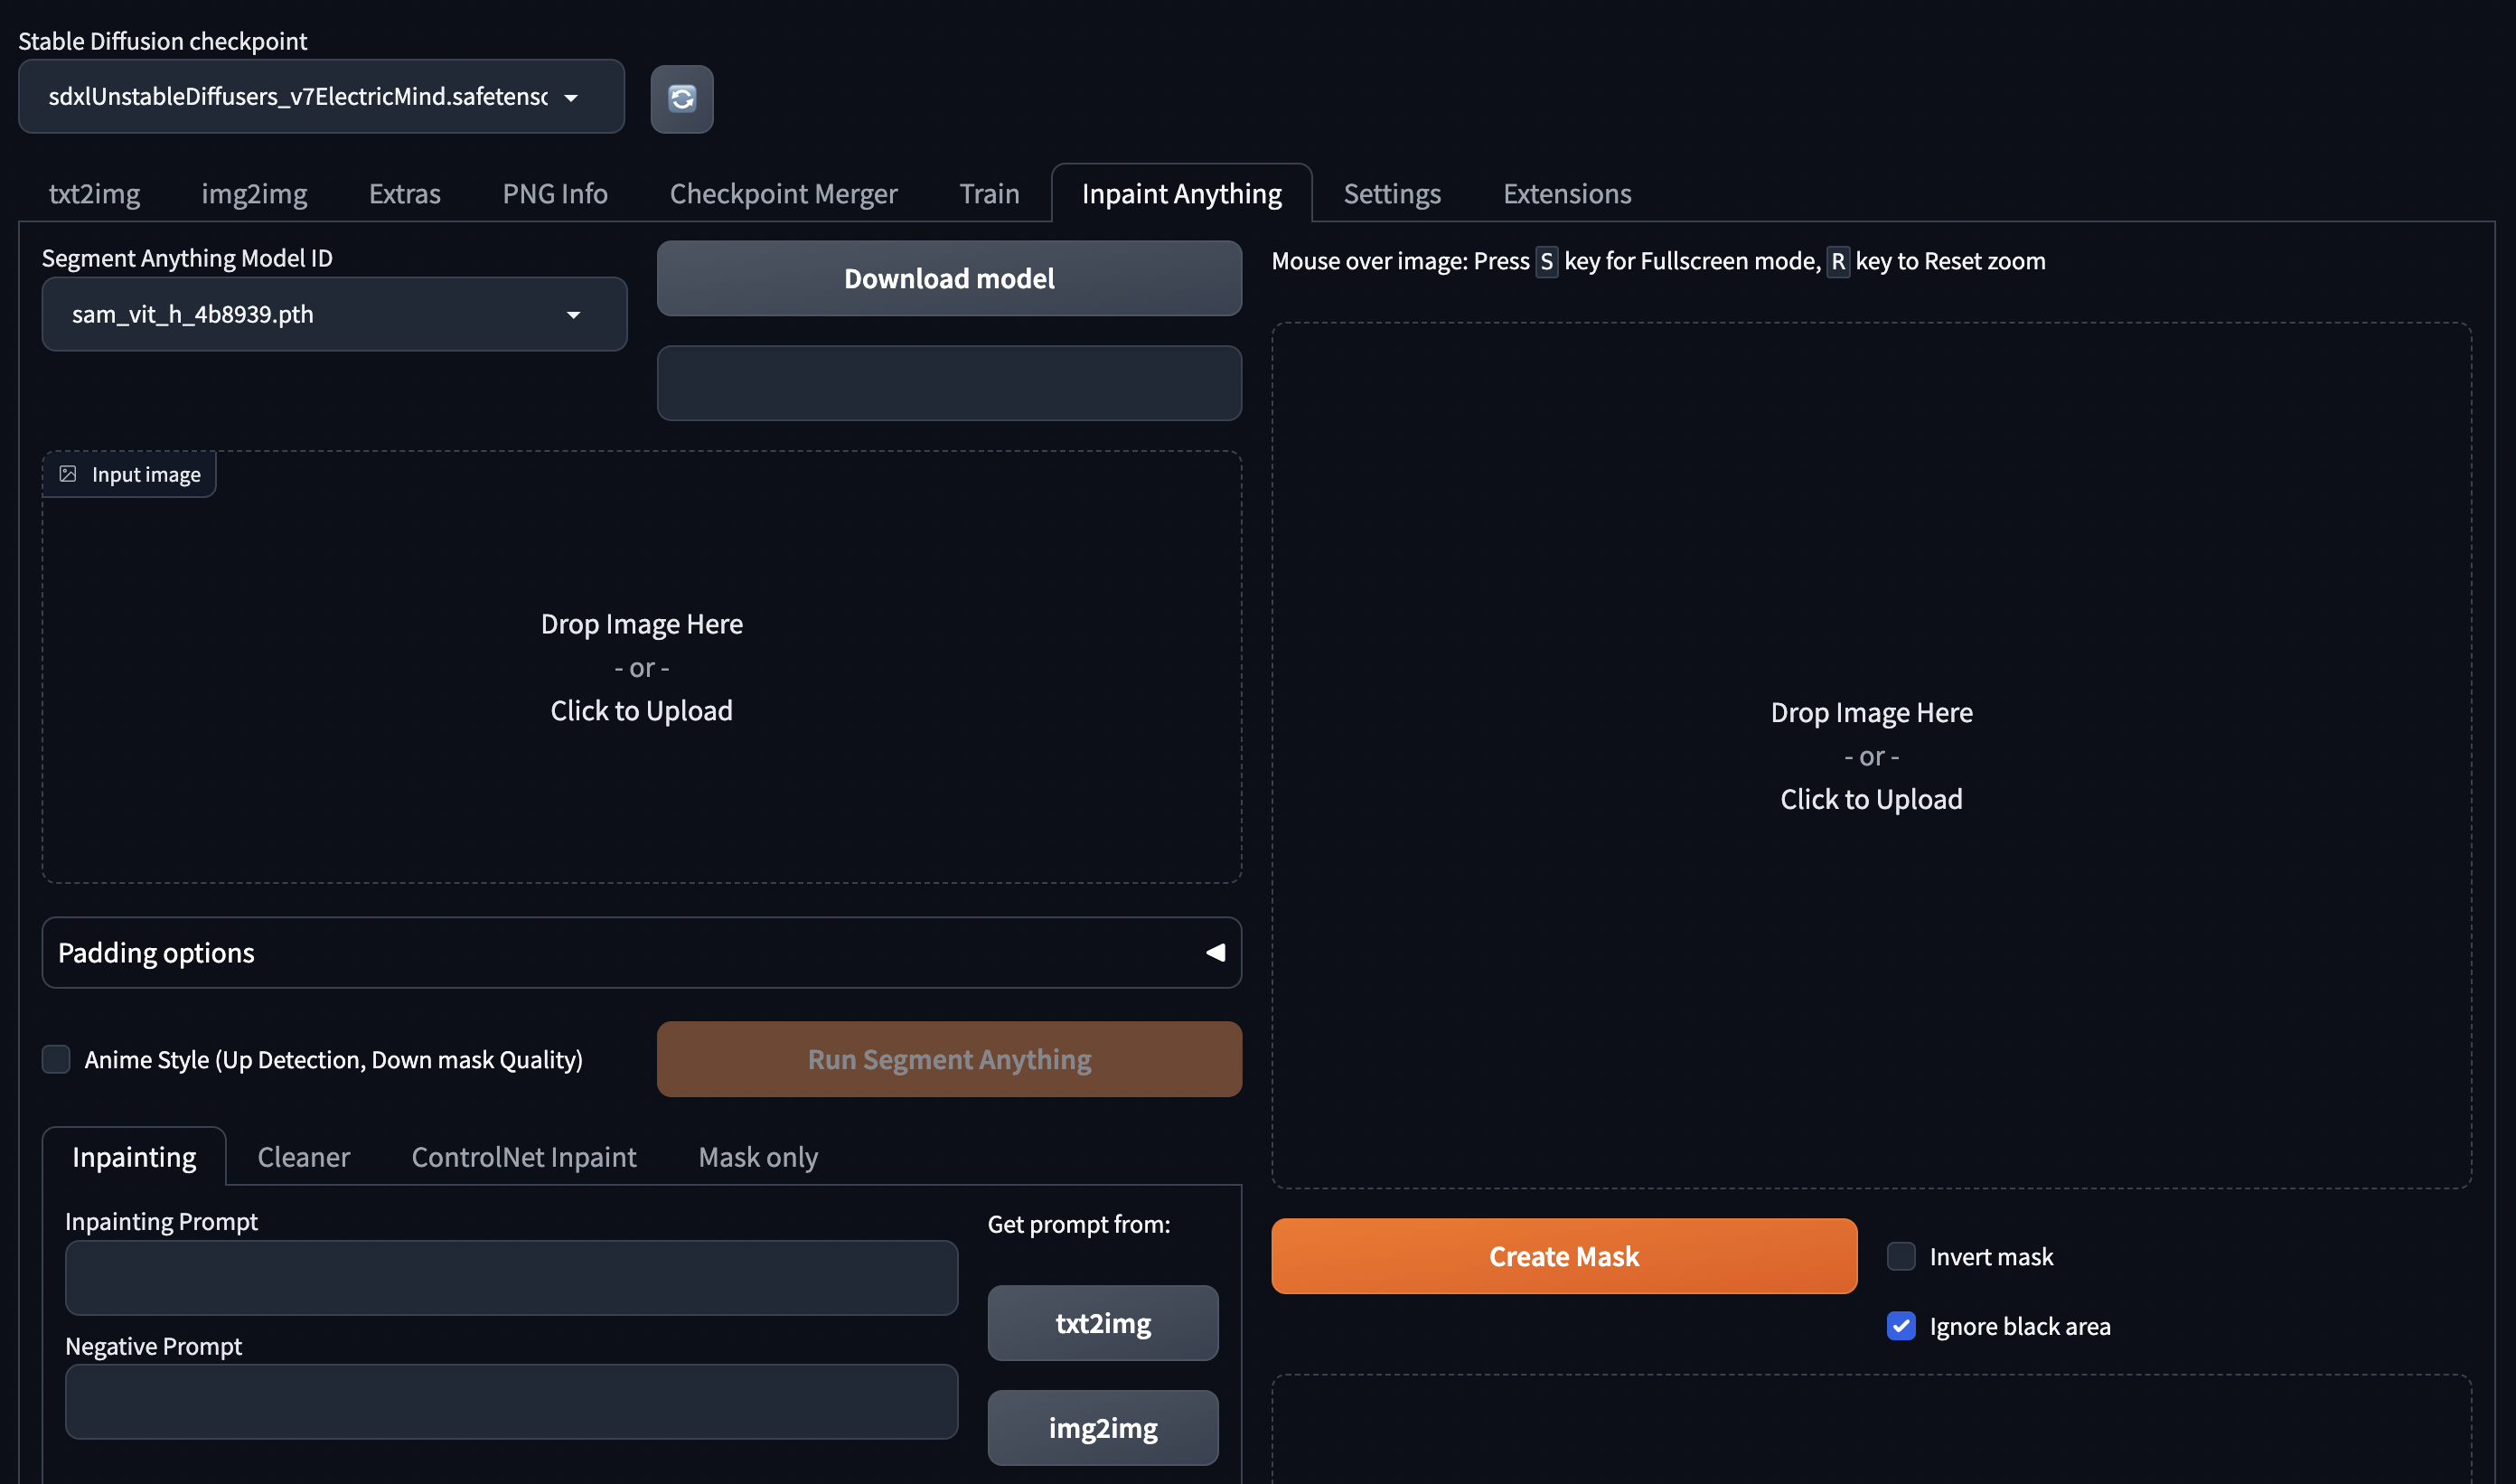 Stable Diffusion checkpoint
sdxlUnstableDiffusers_v7ElectricMind.safetensc
txt2img img2img Extras PNG Info Checkpoint Merger Train Inpaint Anything Settings Extensions
Segment Anything Model ID
sam_vit_h_4b8939.pth
Download model
Input image
Drop Image Here
- or -
Click to Upload
Padding options
Anime Style (Up Detection, Down mask Quality)
Run Segment Anything
Inpainting Cleaner ControlNet Inpaint Mask only
Inpainting Prompt
Negative Prompt
Get prompt from:
txt2img
img2img
Mouse over image: Press S key for Fullscreen mode, R key to Reset zoom
Drop Image Here
- or -
Click to Upload
Create Mask
Invert mask
Ignore black area